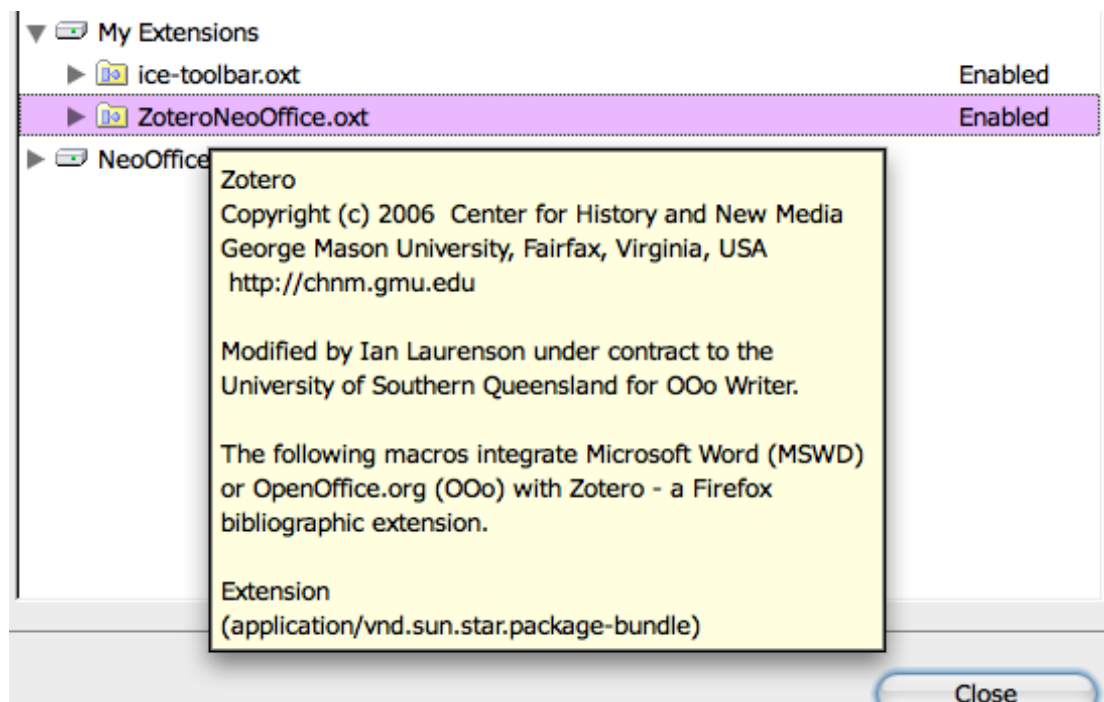 My Extensions
ice-toolbar.oxt Enabled
ZoteroNeoOffice.oxt Enabled
NeoOffice
Zotero
Copyright (c) 2006 Center for History and New Media
George Mason University, Fairfax, Virginia, USA
http://chnm.gmu.edu
Modified by Ian Laurenson under contract to the
University of Southern Queensland for OOo Writer.
The following macros integrate Microsoft Word (MSWD)
or OpenOffice.org (OOo) with Zotero - a Firefox
bibliographic extension.
Extension
(application/vnd.sun.star.package-bundle)
Close